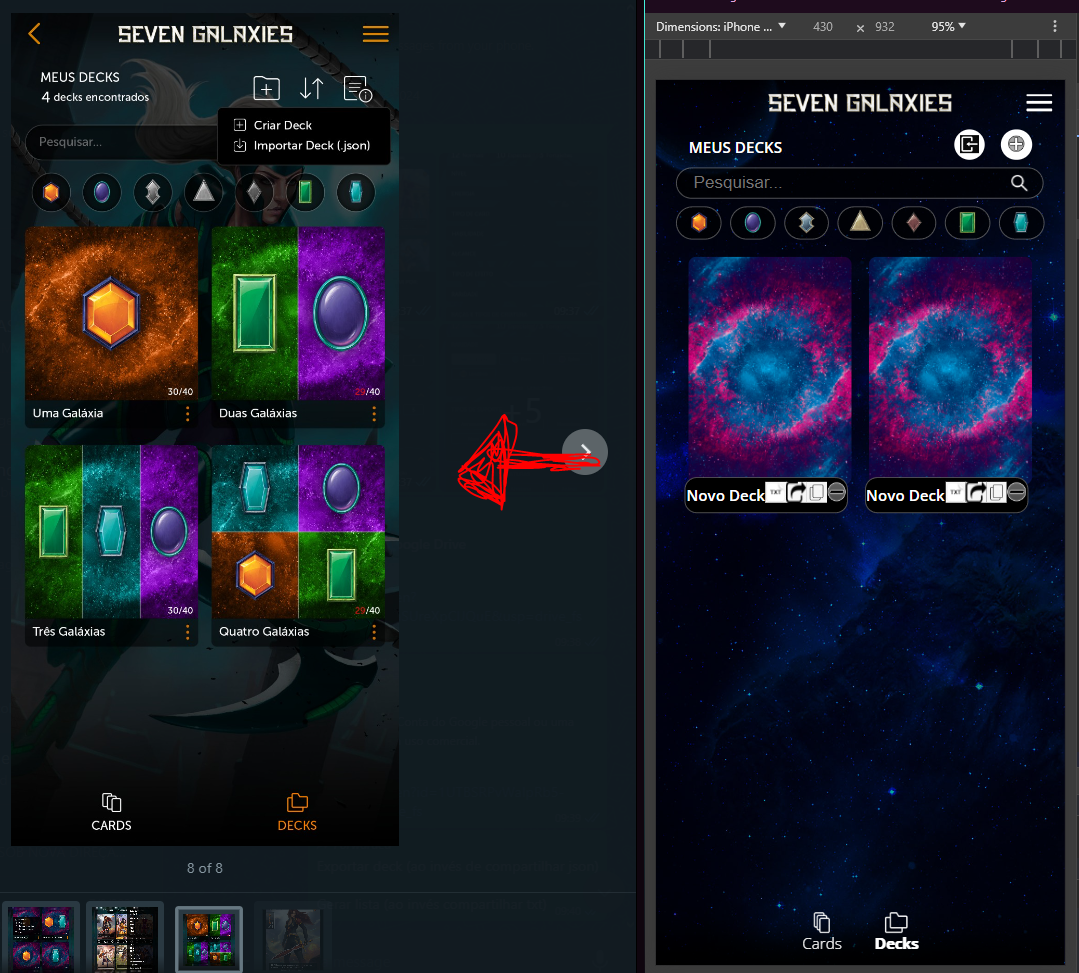 SEVEN GALAXIES
MEUS DECKS
4 decks encontrados
Criar Deck
Importar Deck (.json)
Pesquisar...
30/40
29/40
Uma Galáxia
Duas Galáxias
30/40
29/40
Três Galáxias
Quatro Galáxias
CARDS
DECKS
8 of 8
Dimensions: iPhone ...
430
×
932
95%
SEVEN GALAXIES
MEUS DECKS
Pesquisar...
Novo Deck
TXT
Novo Deck
TXT
Cards
Decks